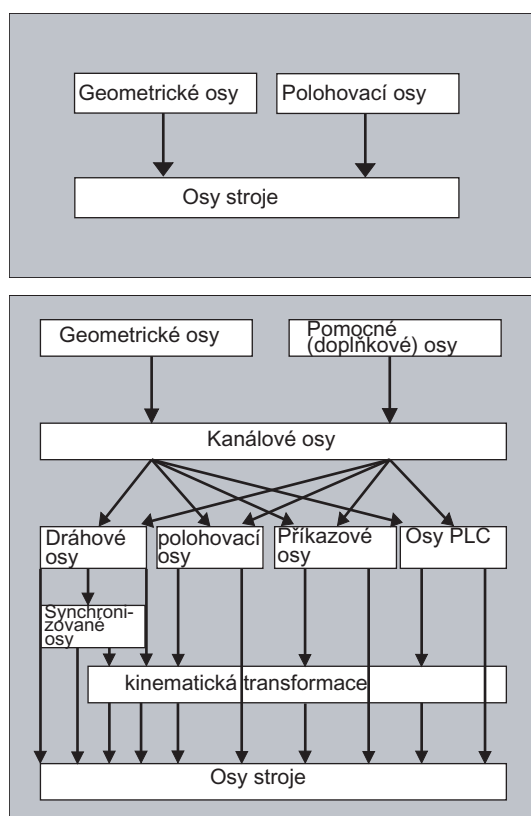 Geometrické osy
Polohovací osy
Osy stroje
Geometrické osy
Pomocné
(doplňkové) osy
Kanálové osy
Dráhové
osy
polohovací
osy
Příkazové
osy
Osy PLC
Synchroni-
zované
osy
kinematická transformace
Osy stroje